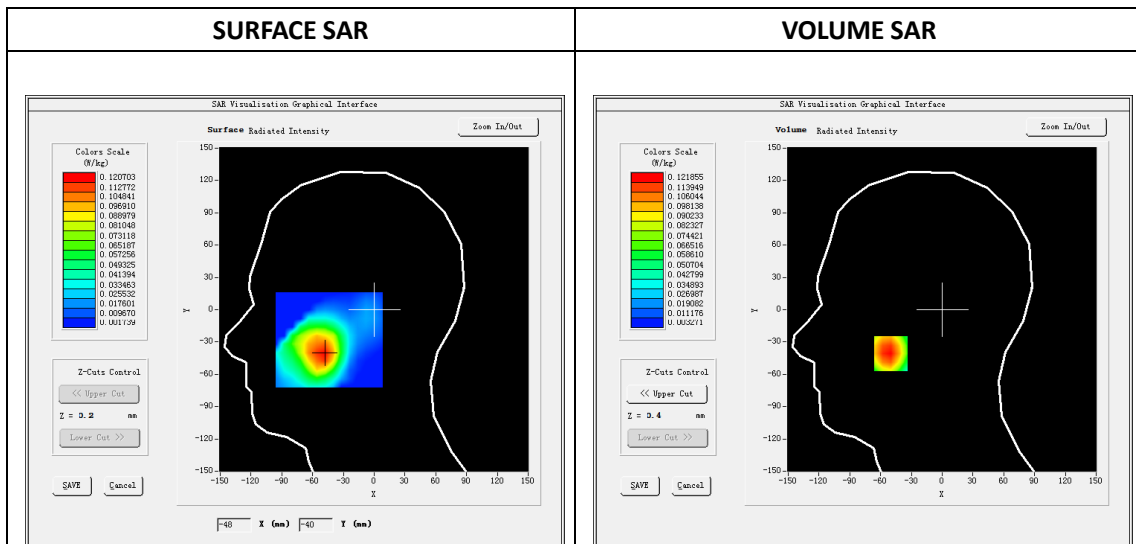 SURFACE SAR
VOLUME SAR
SAR Visualisation Graphical Interface
Surface Radiated Intensity
Zoom In/Out
Colors Scale
(W/kg)
0.120703
0.112772
0.104841
0.096910
0.088979
0.081048
0.073118
0.065187
0.057256
0.049325
0.041394
0.033463
0.025532
0.017601
0.009670
0.001739
150
120
90
60
30
0
-30
-60
-90
-120
-150
Y
-150 -120 -90 -60 -30 0 30 60 90 120 150
X
Z-Cuts Control
<< Upper Cut
Z = 0.2 mm
Lower Cut >>
SAVE Cancel
-48 X (mm) -40 Y (mm)
SAR Visualisation Graphical Interface
Volume Radiated Intensity
Zoom In/Out
Colors Scale
(W/kg)
0.121855
0.113949
0.106044
0.098138
0.090233
0.082327
0.074421
0.066516
0.058610
0.050704
0.042799
0.034893
0.026987
0.019082
0.011176
0.003271
150
120
90
60
30
0
-30
-60
-90
-120
-150
Y
-150 -120 -90 -60 -30 0 30 60 90 120 150
X
Z-Cuts Control
<< Upper Cut
Z = 0.4 mm
Lower Cut >>
SAVE Cancel